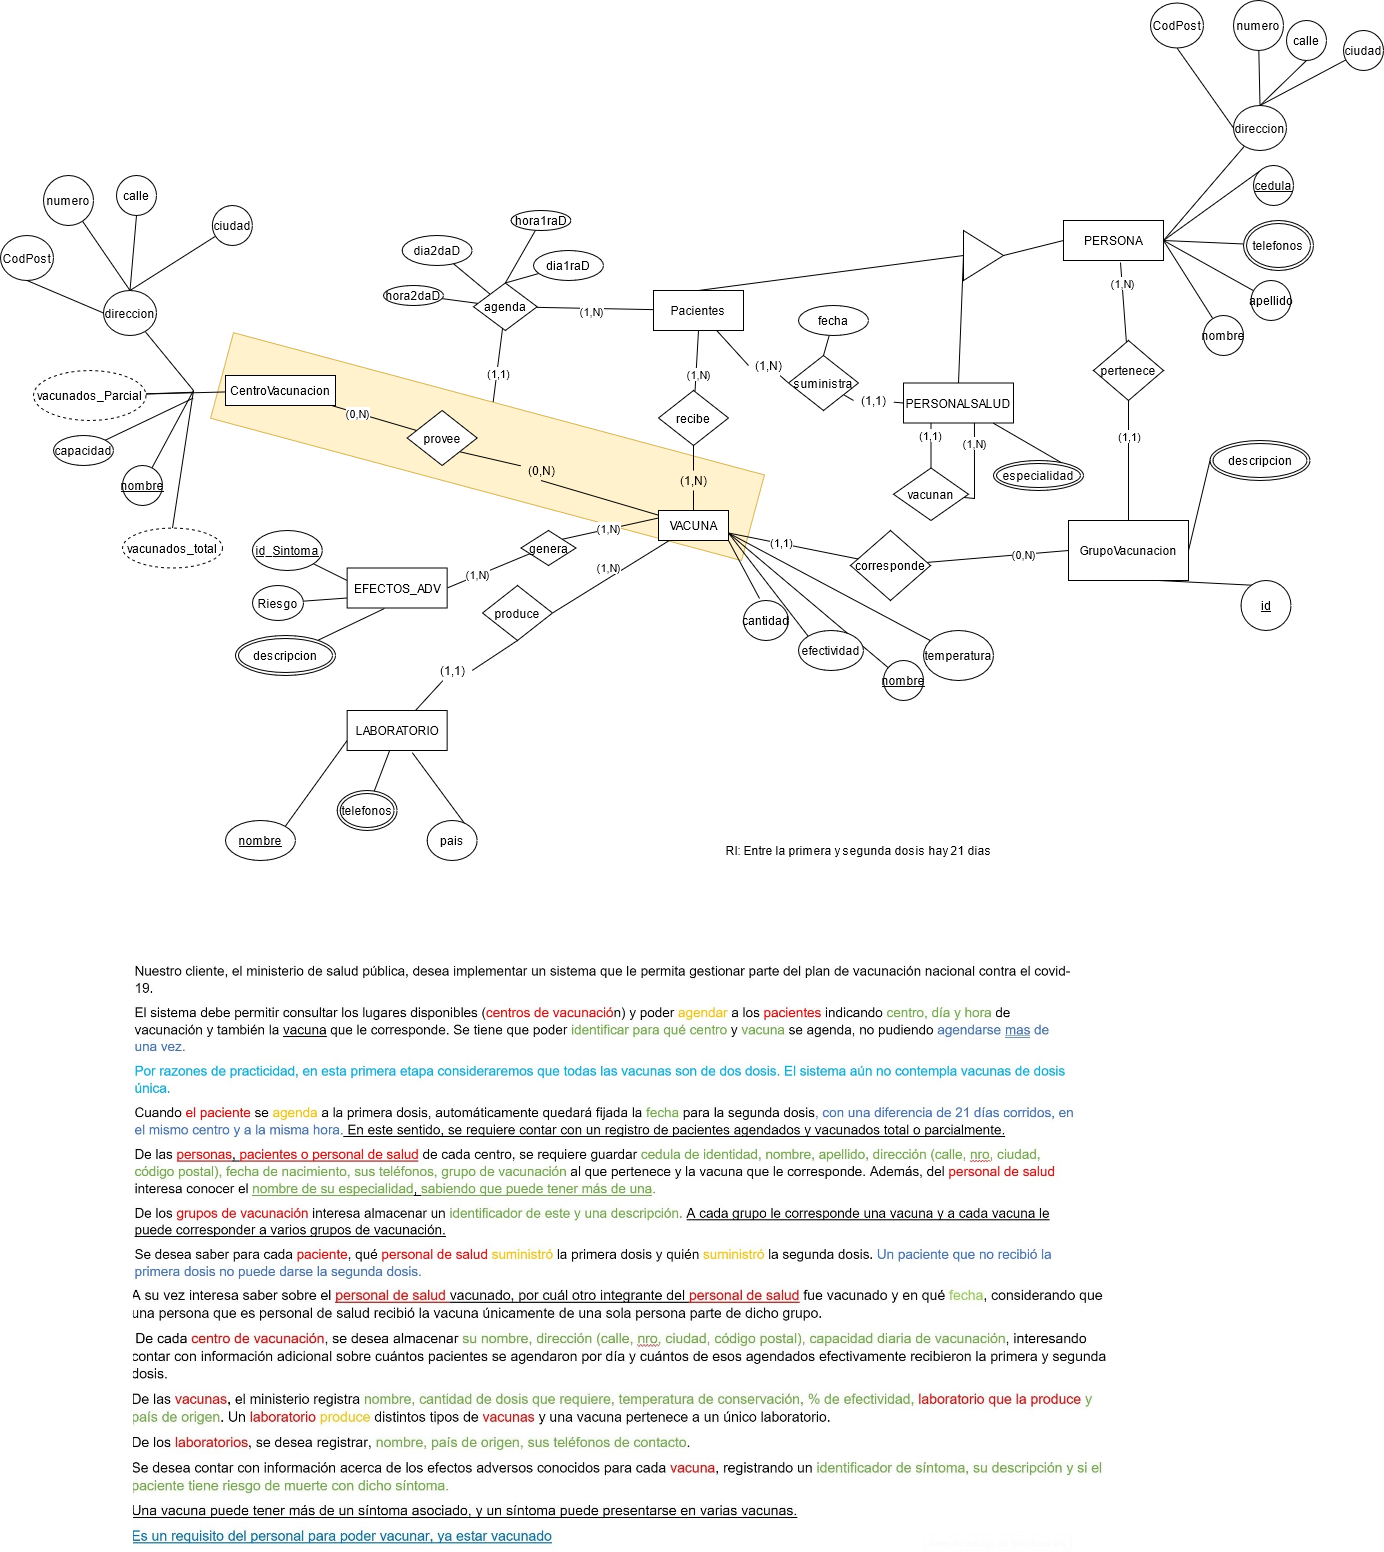 CodPost
numero
calle
ciudad
direccion
cedula
telefonos
apellido
nombre
PERSONA
(1,N)
pertenece
(1,1)
numero
calle
ciudad
CodPost
direccion
hora1raD
dia2daD
dia1raD
hora2daD
agenda
(1,N)
Pacientes
(1,1)
fecha
(1,N)
suministra
(1,1)
PERSONALSALUD
(1,1)
(1,N)
vacunan
especialidad
vacunados_Parcial
CentroVacunacion
capacidad
nombre
vacunados_total
(0,N)
provee
(0,N)
(1,N)
recibe
(1,N)
VACUNA
(1,N)
genera
(1,N)
id_Sintoma
Riesgo
EFECTOS_ADV
descripcion
(1,N)
produce
(1,1)
LABORATORIO
nombre
telefonos
pais
(1,1)
corresponde
(0,N)
GrupoVacunacion
descripcion
id
cantidad
efectividad
nombre
temperatura
RI: Entre la primera y segunda dosis hay 21 dias
Nuestro cliente, el ministerio de salud pública, desea implementar un sistema que le permita gestionar parte del plan de vacunación nacional contra el covid-
19.
El sistema debe permitir consultar los lugares disponibles (centros de vacunación) y poder agendar a los pacientes indicando centro, día y hora de
vacunación y también la vacuna que le corresponde. Se tiene que poder identificar para qué centro y vacuna se agenda, no pudiendo agendarse mas de
una vez.
Por razones de practicidad, en esta primera etapa consideraremos que todas las vacunas son de dos dosis. El sistema aún no contempla vacunas de dosis
única.
Cuando el paciente se agenda a la primera dosis, automáticamente quedará fijada la fecha para la segunda dosis, con una diferencia de 21 días corridos, en
el mismo centro y a la misma hora. En este sentido, se requiere contar con un registro de pacientes agendados y vacunados total o parcialmente.
De las personas, pacientes o personal de salud de cada centro, se requiere guardar cedula de identidad, nombre, apellido, dirección (calle, nro, ciudad,
código postal), fecha de nacimiento, sus teléfonos, grupo de vacunación al que pertenece y la vacuna que le corresponde. Además, del personal de salud
interesa conocer el nombre de su especialidad, sabiendo que puede tener más de una.
De los grupos de vacunación interesa almacenar un identificador de este y una descripción. A cada grupo le corresponde una vacuna y a cada vacuna le
puede corresponder a varios grupos de vacunación.
Se desea saber para cada paciente, qué personal de salud suministró la primera dosis y quién suministró la segunda dosis. Un paciente que no recibió la
primera dosis no puede darse la segunda dosis.
A su vez interesa saber sobre el personal de salud vacunado, por cuál otro integrante del personal de salud fue vacunado y en qué fecha, considerando que
una persona que es personal de salud recibió la vacuna únicamente de una sola persona parte de dicho grupo.
De cada centro de vacunación, se desea almacenar su nombre, dirección (calle, nro, ciudad, código postal), capacidad diaria de vacunación, interesando
contar con información adicional sobre cuántos pacientes se agendaron por día y cuántos de esos agendados efectivamente recibieron la primera y segunda
dosis.
De las vacunas, el ministerio registra nombre, cantidad de dosis que requiere, temperatura de conservación, % de efectividad, laboratorio que la produce y
país de origen. Un laboratorio produce distintos tipos de vacunas y una vacuna pertenece a un único laboratorio.
De los laboratorios, se desea registrar, nombre, país de origen, sus teléfonos de contacto.
Se desea contar con información acerca de los efectos adversos conocidos para cada vacuna, registrando un identificador de síntoma, su descripción y si el
paciente tiene riesgo de muerte con dicho síntoma.
Una vacuna puede tener más de un síntoma asociado, y un síntoma puede presentarse en varias vacunas.
Es un requisito del personal para poder vacunar, ya estar vacunado